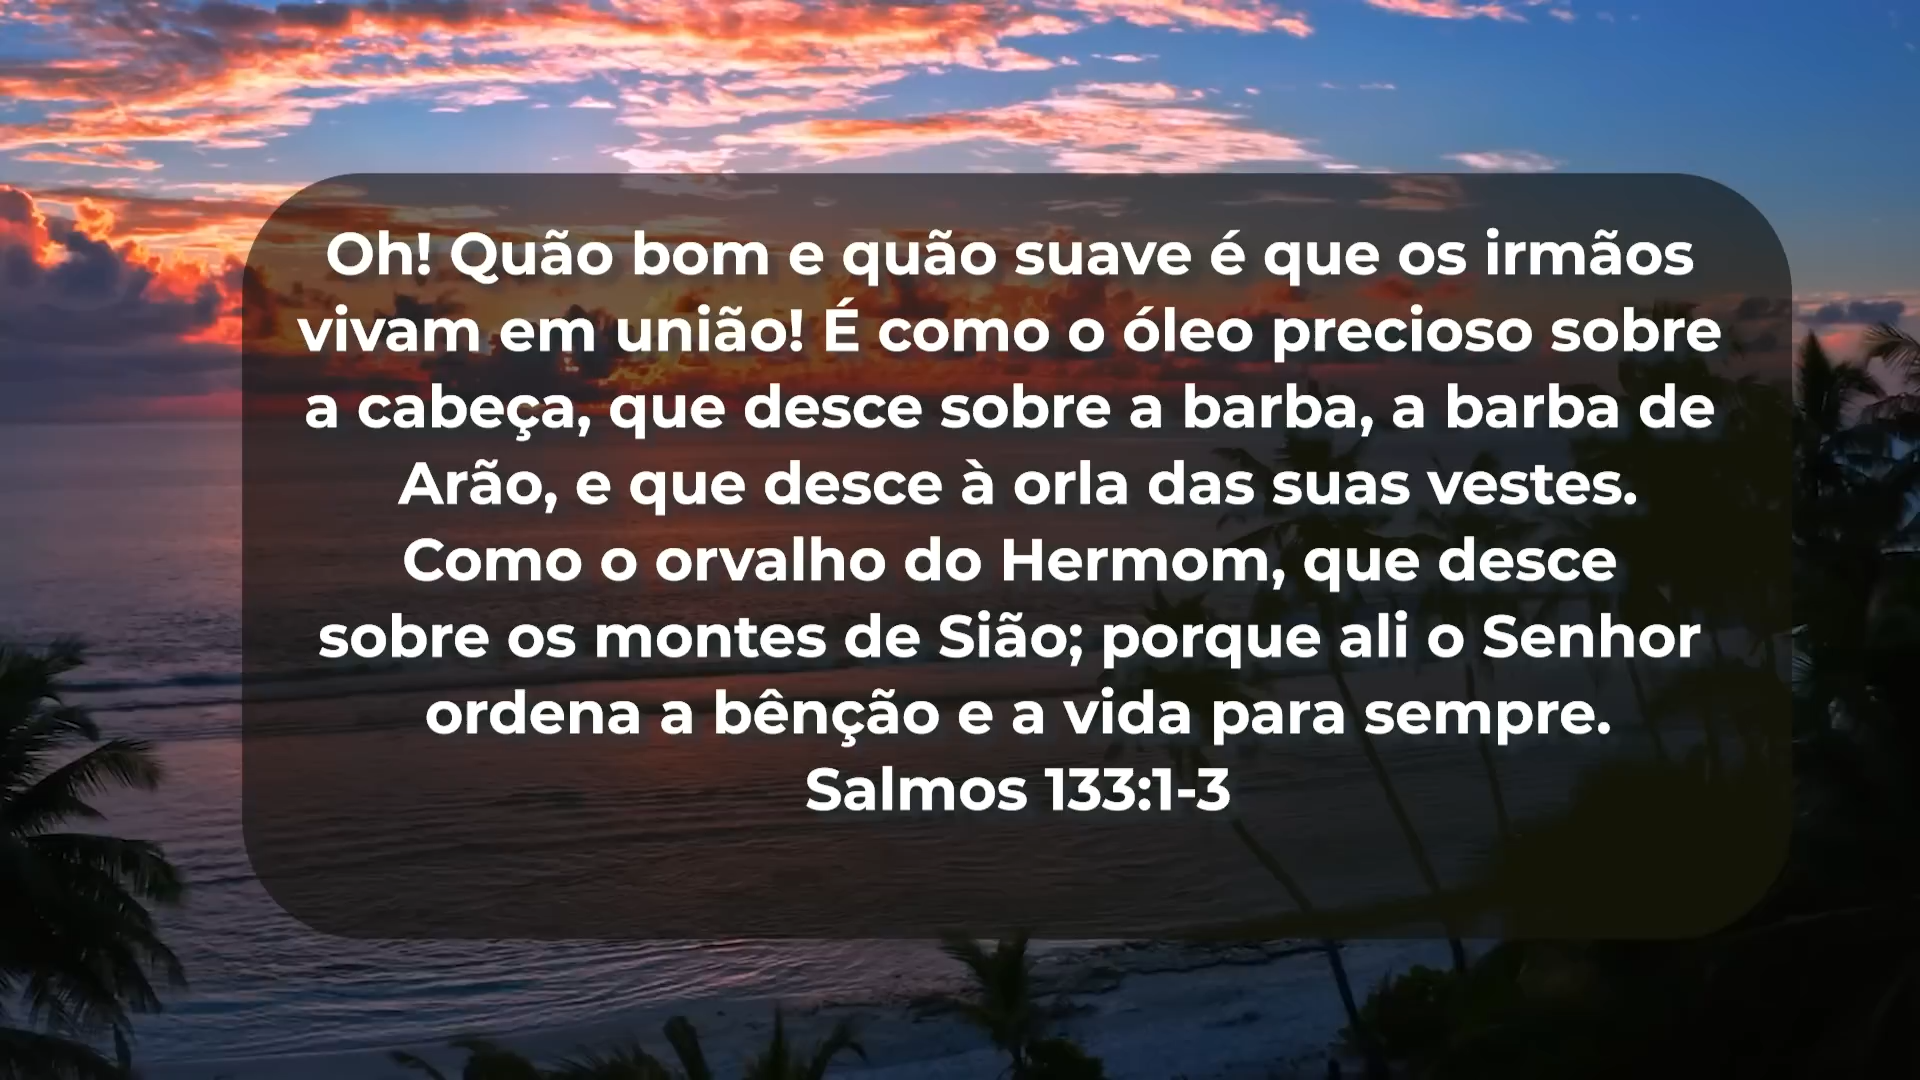 Oh! Quão bom e quão suave é que os irmãos
vivam em união! É como o óleo precioso sobre
a cabeça, que desce sobre a barba, a barba de
Arão, e que desce à orla das suas vestes.
Como o orvalho do Hermom, que desce
sobre os montes de Sião; porque ali o Senhor
ordena a bênção e a vida para sempre.
Salmos 133:1-3